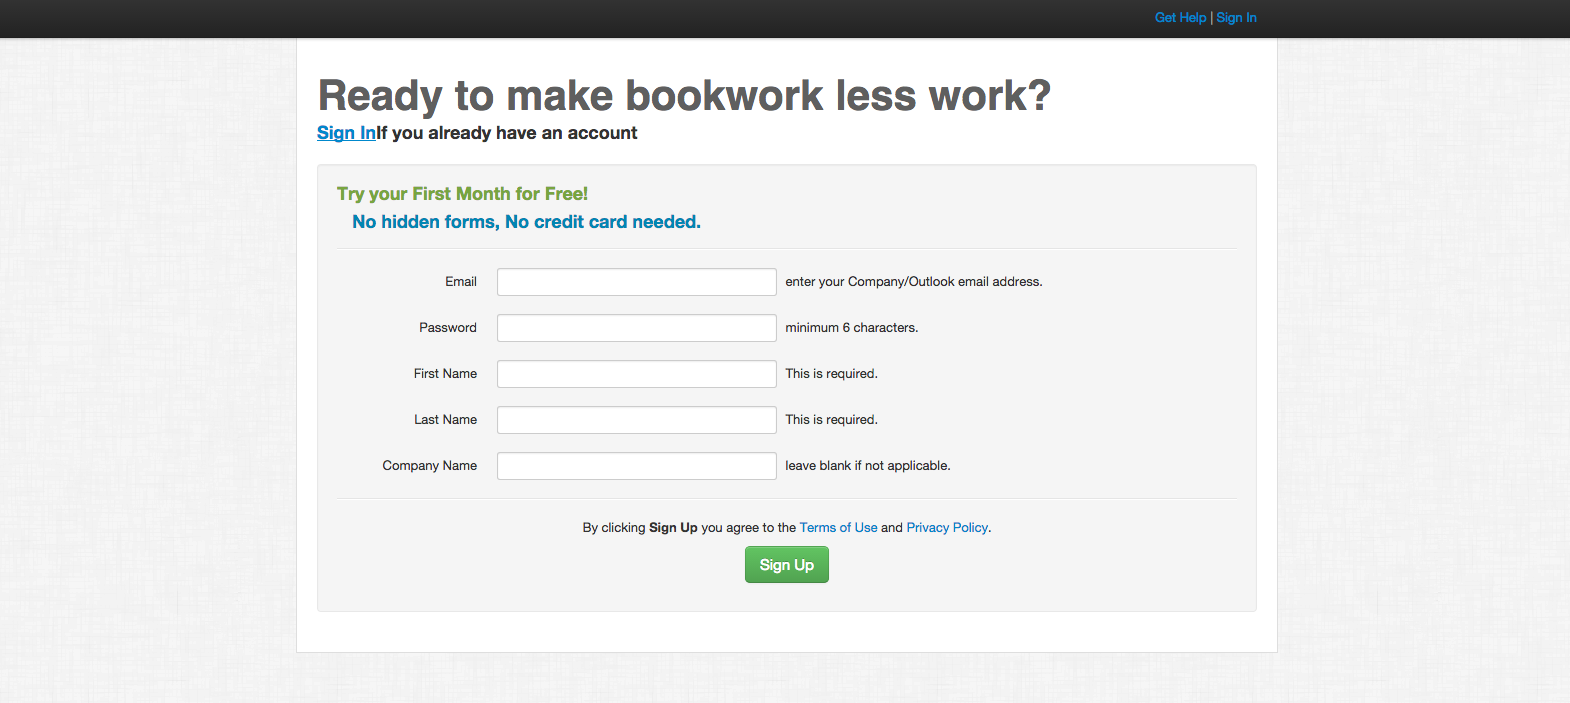 Get Help | Sign In
Ready to make bookwork less work?
Sign InIf you already have an account
Try your First Month for Free!
No hidden forms, No credit card needed.
Email enter your Company/Outlook email address.
Password minimum 6 characters.
First Name This is required.
Last Name This is required.
Company Name leave blank if not applicable.
By clicking Sign Up you agree to the Terms of Use and Privacy Policy.
Sign Up